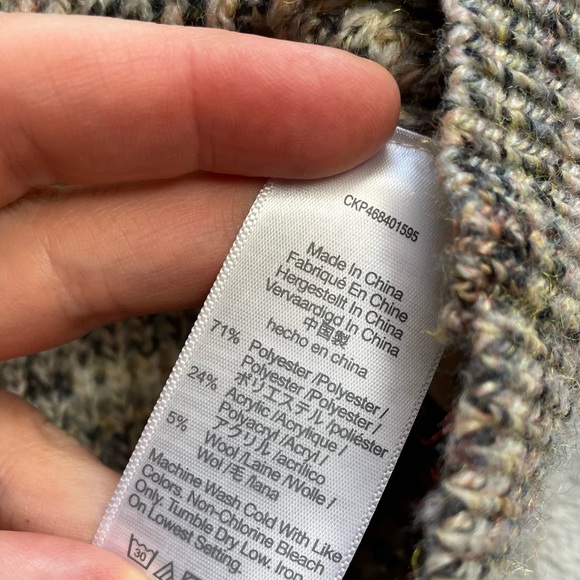 CKP468401595
Made In China
Fabriqué En Chine
Hergestellt In China
Vervaardigd In China
中国製
hecho en china
71% Polyester /Polyester /
Polyester /Polyester /
ポリエステル /poliéster
24% Acrylic /Acrylique /
Polyacryl /Acryl /
アクリル /acrílico
5% Wool /Laine /Wolle /
Wol /毛 /lana
Machine Wash Cold With Like
Colors. Non-Chlorine Bleach
Only. Tumble Dry Low. Iron
On Lowest Setting
30